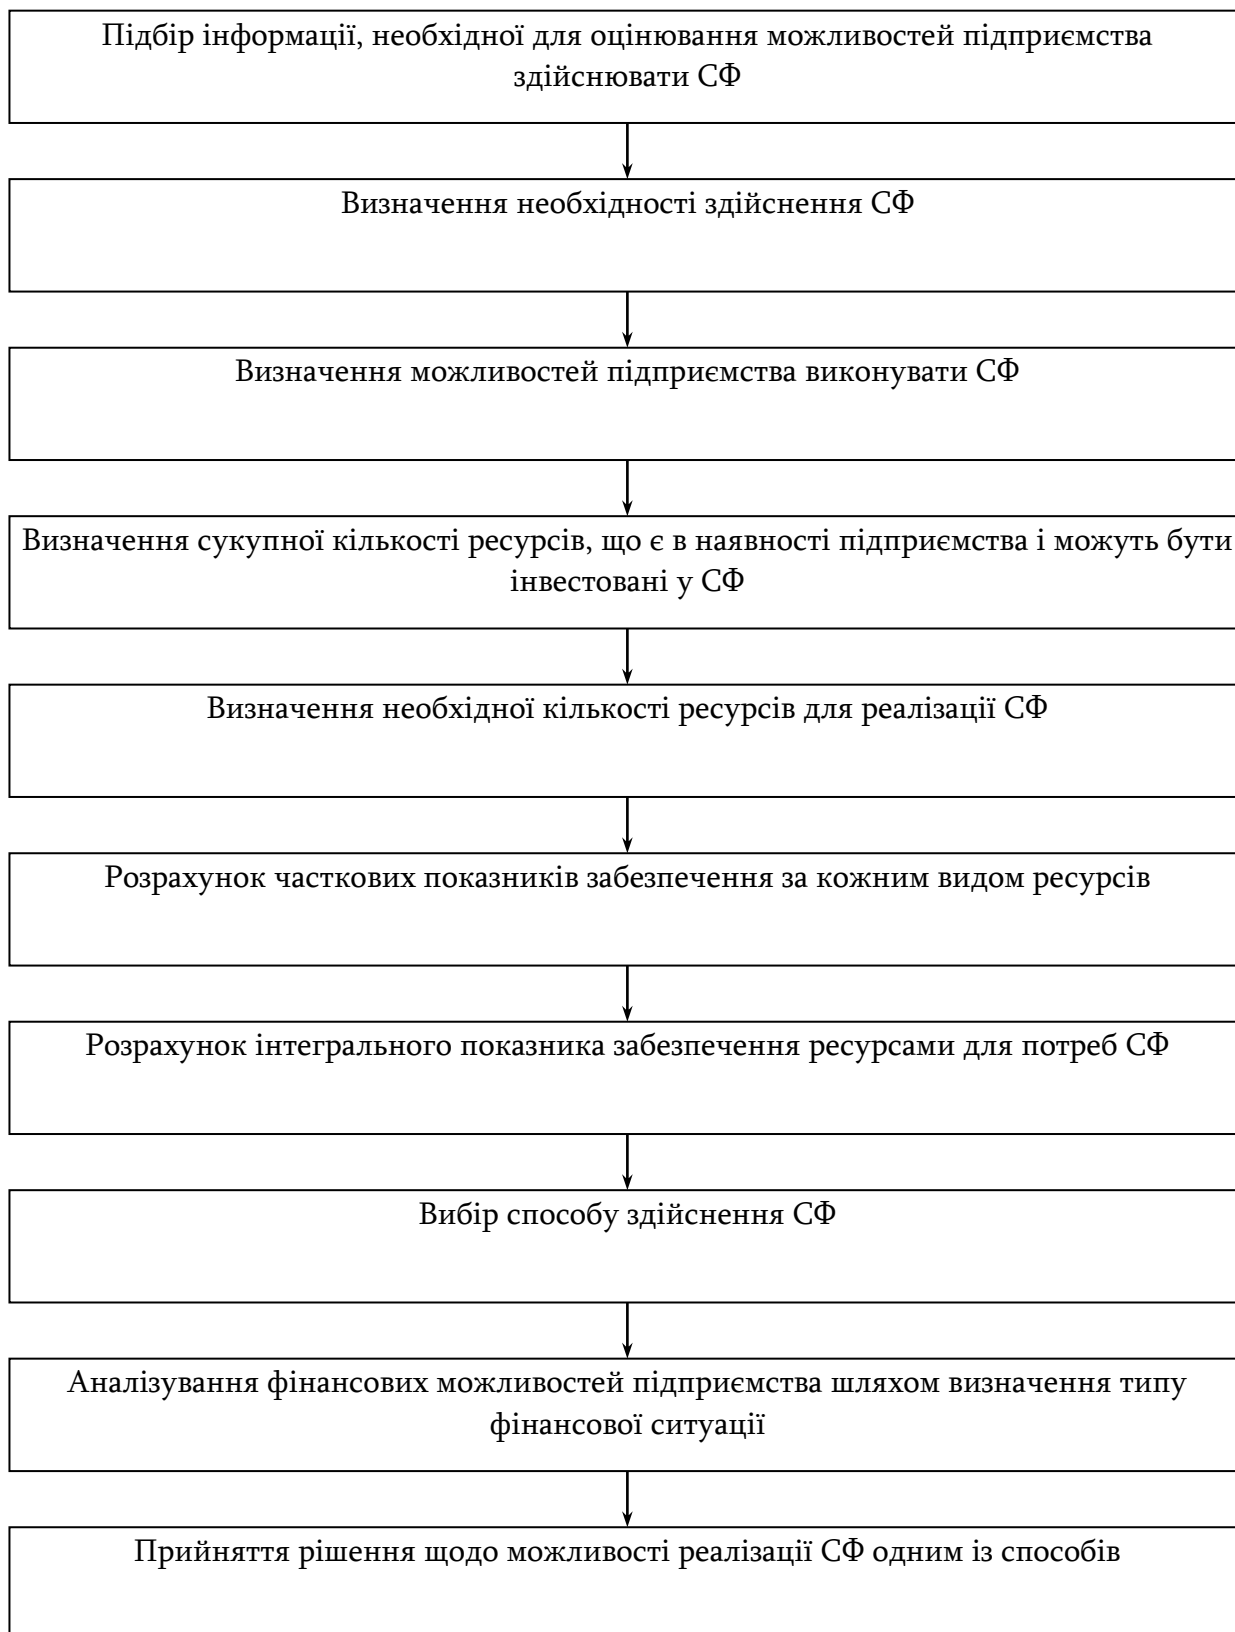 Підбір інформації, необхідної для оцінювання можливостей підприємства
здійснювати СФ
Визначення необхідності здійснення СФ
Визначення можливостей підприємства виконувати СФ
Визначення сукупної кількості ресурсів, що є в наявності підприємства і можуть бути
інвестовані у СФ
Визначення необхідної кількості ресурсів для реалізації СФ
Розрахунок часткових показників забезпечення за кожним видом ресурсів
Розрахунок інтегрального показника забезпечення ресурсами для потреб СФ
Вибір способу здійснення СФ
Аналізування фінансових можливостей підприємства шляхом визначення типу
фінансової ситуації
Прийняття рішення щодо можливості реалізації СФ одним із способів